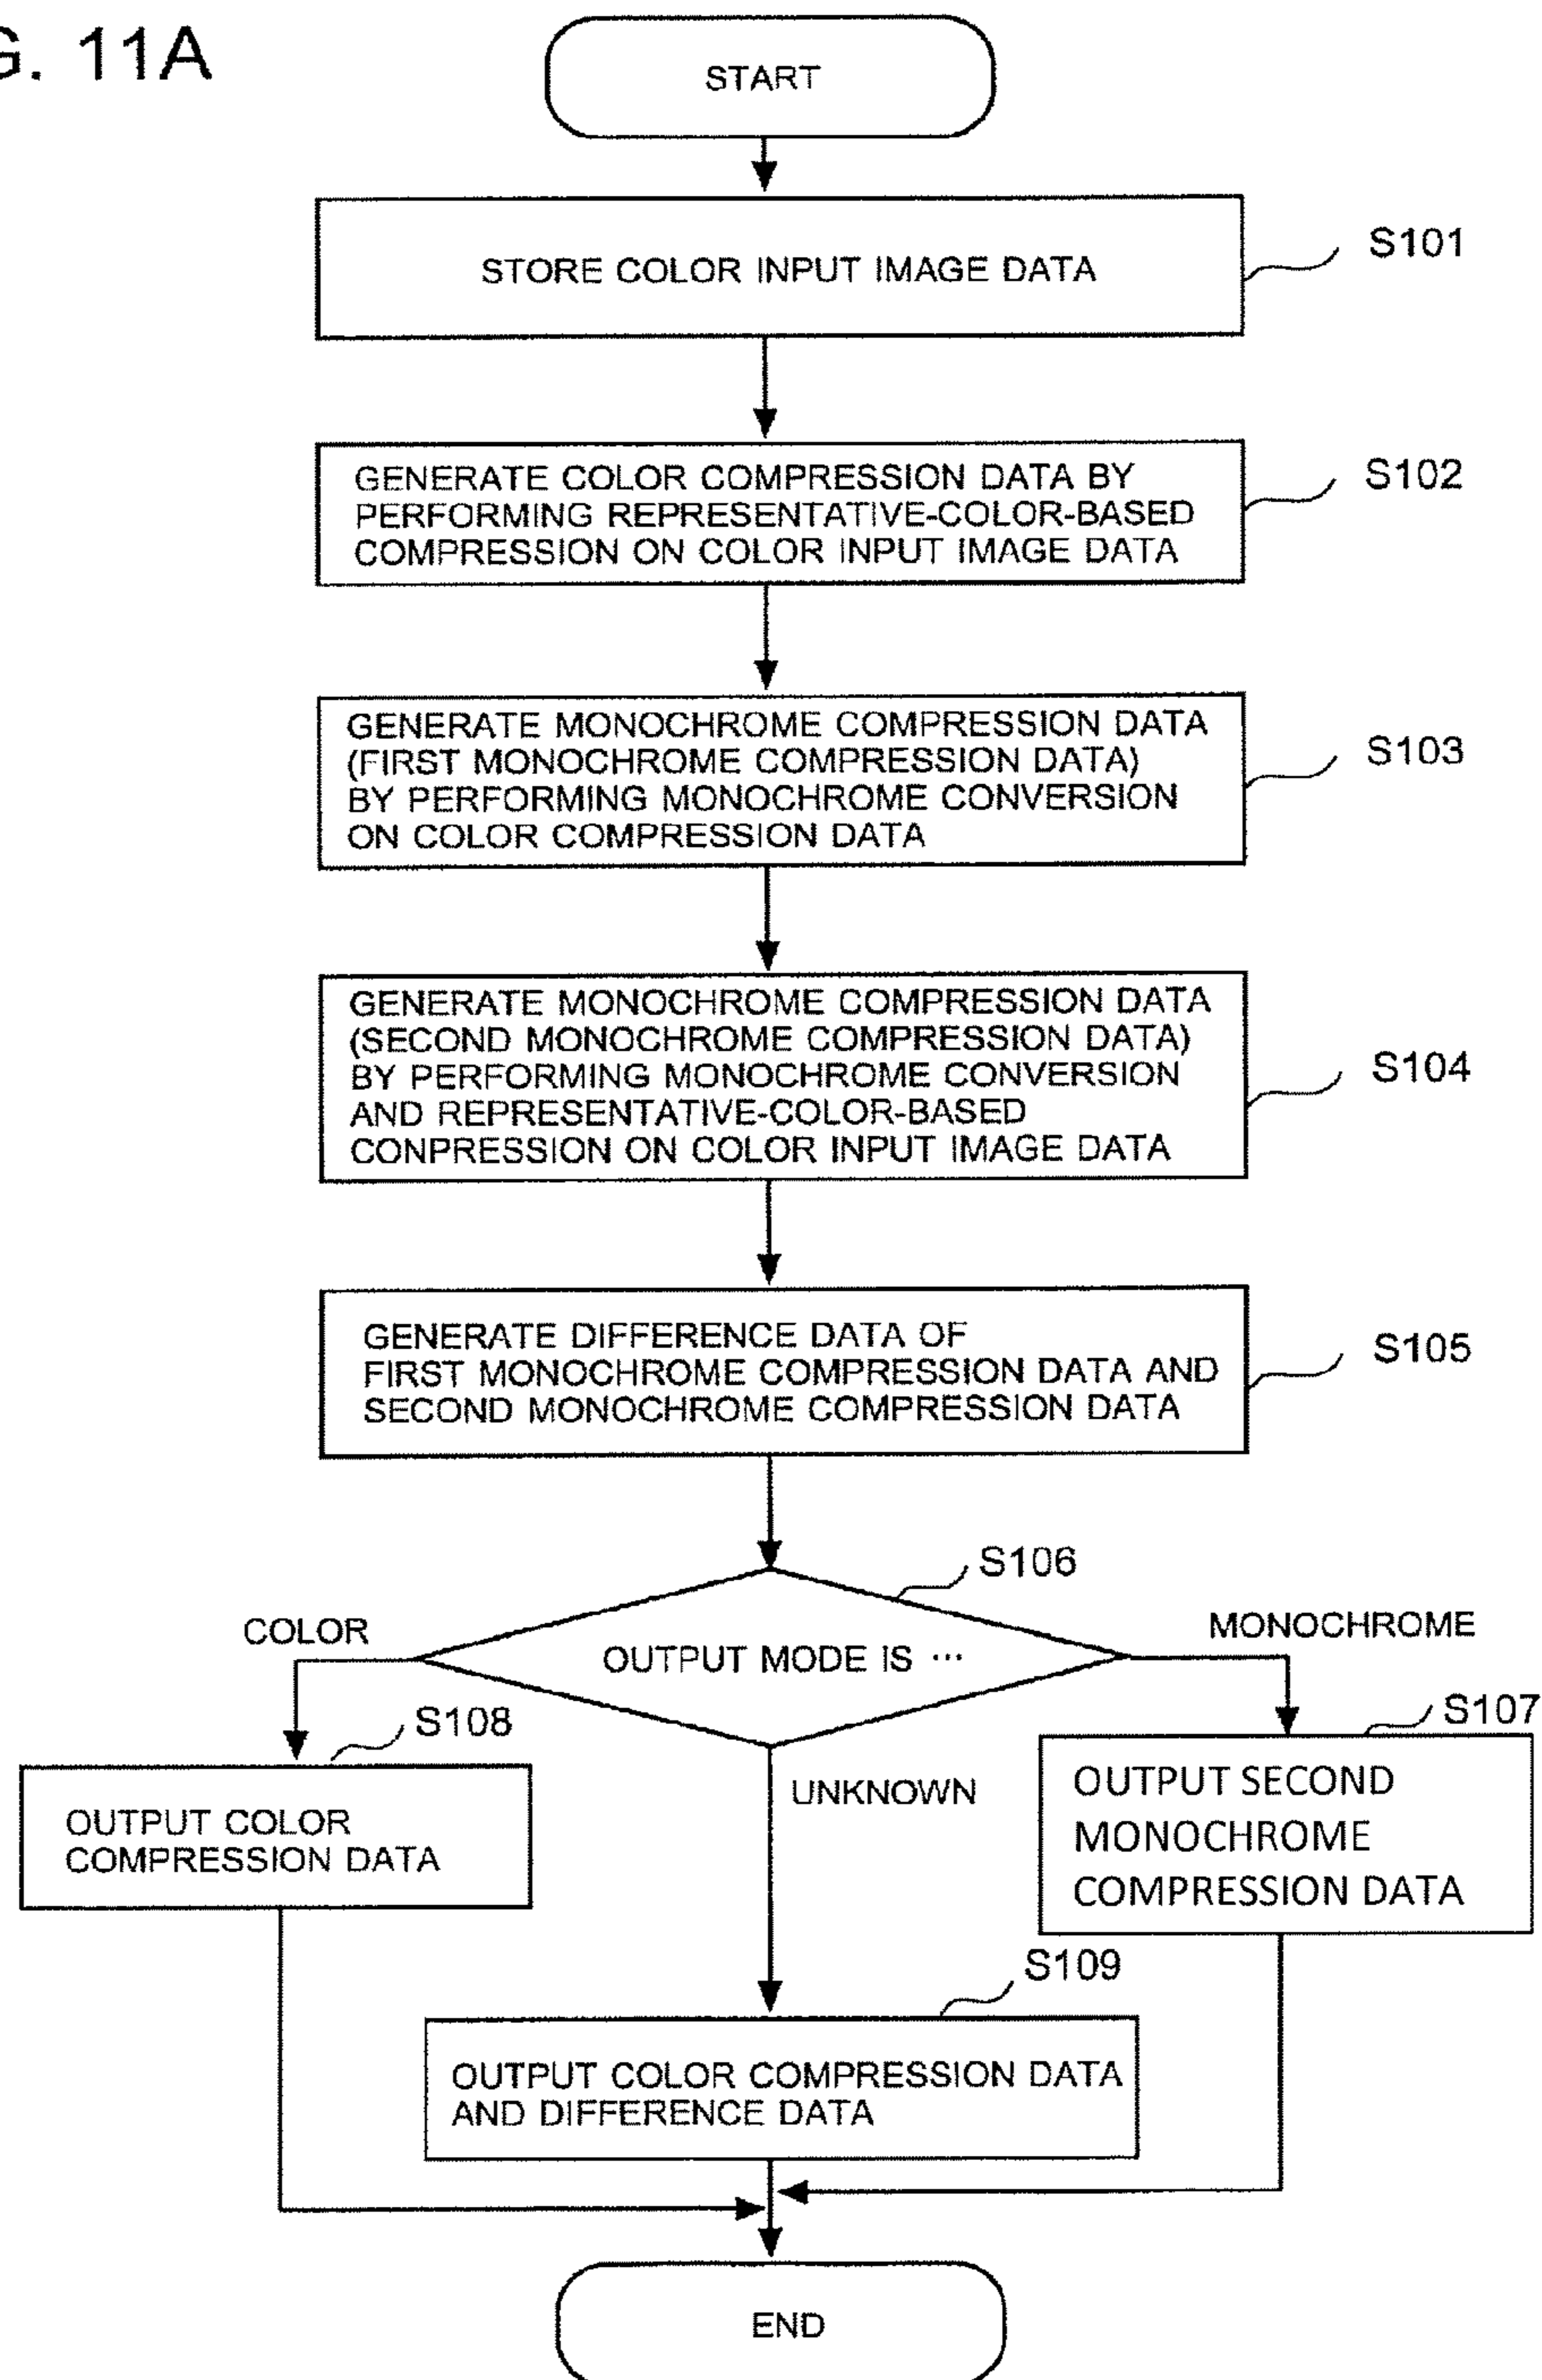 G. 11A
START
STORE COLOR INPUT IMAGE DATA
S101
GENERATE COLOR COMPRESSION DATA BY
PERFORMING REPRESENTATIVE-COLOR-BASED
COMPRESSION ON COLOR INPUT IMAGE DATA
S102
GENERATE MONOCHROME COMPRESSION DATA
(FIRST MONOCHROME COMPRESSION DATA)
BY PERFORMING MONOCHROME CONVERSION
ON COLOR COMPRESSION DATA
S103
GENERATE MONOCHROME COMPRESSION DATA
(SECOND MONOCHROME COMPRESSION DATA)
BY PERFORMING MONOCHROME CONVERSION
AND REPRESENTATIVE-COLOR-BASED
CONPRESSION ON COLOR INPUT IMAGE DATA
S104
GENERATE DIFFERENCE DATA OF
FIRST MONOCHROME COMPRESSION DATA AND
SECOND MONOCHROME COMPRESSION DATA
S105
S106
OUTPUT MODE IS ···
COLOR
MONOCHROME
UNKNOWN
S108
OUTPUT COLOR
COMPRESSION DATA
S107
OUTPUT SECOND
MONOCHROME
COMPRESSION DATA
S109
OUTPUT COLOR COMPRESSION DATA
AND DIFFERENCE DATA
END